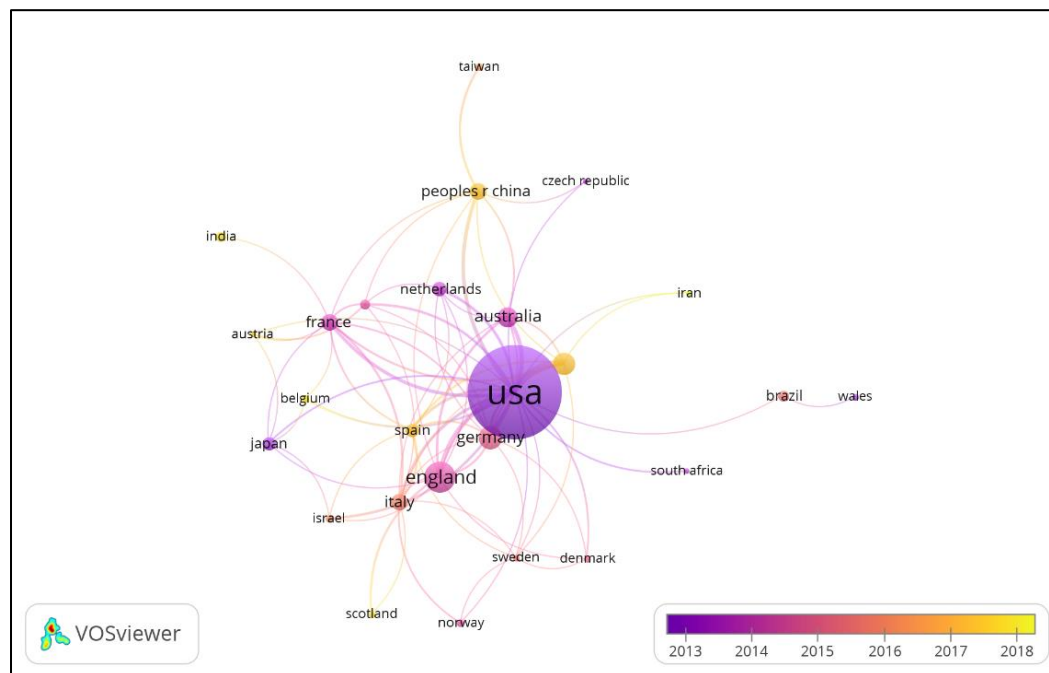 taiwan
czech republic
peoples r china
india
netherlands
iran
france
australia
austria
usa
belgium
brazil
wales
spain
germany
japan
south africa
england
italy
israel
sweden
denmark
scotland
norway
VOSviewer
2013 2014 2015 2016 2017 2018